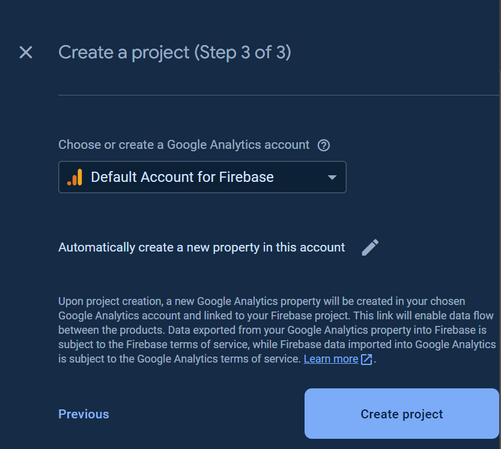 Create a project (Step 3 of 3)
Choose or create a Google Analytics account
Default Account for Firebase
Automatically create a new property in this account
Upon project creation, a new Google Analytics property will be created in your chosen
Google Analytics account and linked to your Firebase project. This link will enable data flow
between the products. Data exported from your Google Analytics property into Firebase is
subject to the Firebase terms of service, while Firebase data imported into Google Analytics
is subject to the Google Analytics terms of service. Learn more.
Previous
Create project